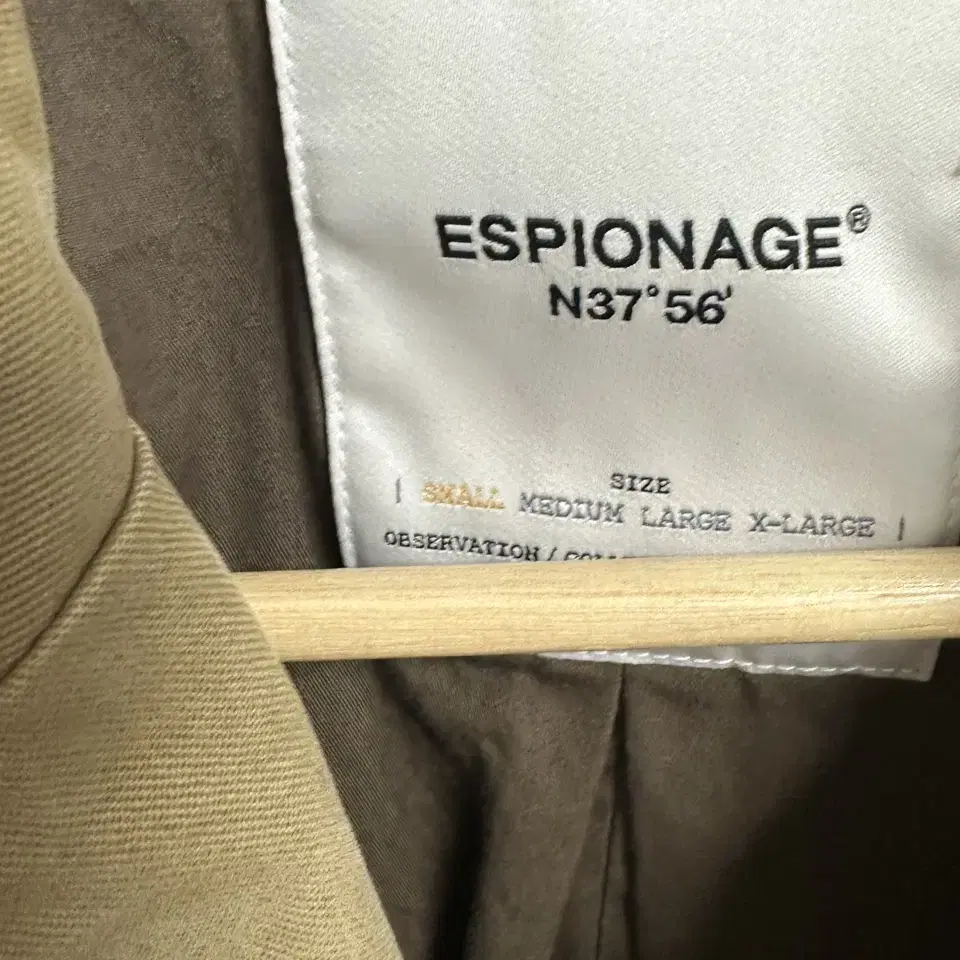 ESPIONAGE®
N37°56'
SIZE
| SMALL MEDIUM LARGE X-LARGE |
OBSERVATION /